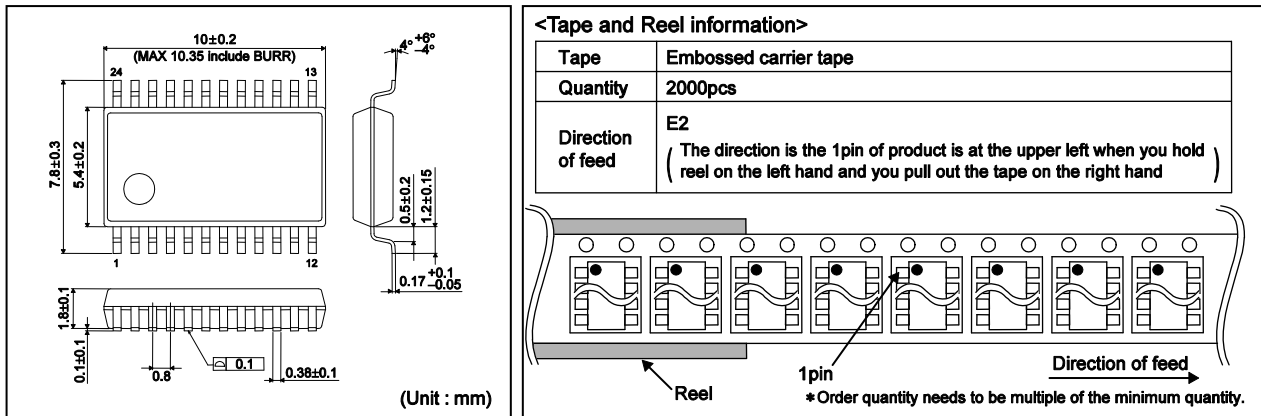 10±0.2
(MAX 10.35 include BURR)
24
13
7.8±0.3
5.4±0.2
1
12
4° +6° −4°
0.5±0.2
1.2±0.15
0.17 +0.1 −0.05
1.8±0.1
0.1±0.1
0.8
0.1
0.38±0.1
(Unit : mm)
<Tape and Reel information>
Tape Embossed carrier tape
Quantity 2000pcs
Direction of feed
E2
( The direction is the 1pin of product is at the upper left when you hold
reel on the left hand and you pull out the tape on the right hand )
Reel
1pin
Direction of feed
*Order quantity needs to be multiple of the minimum quantity.